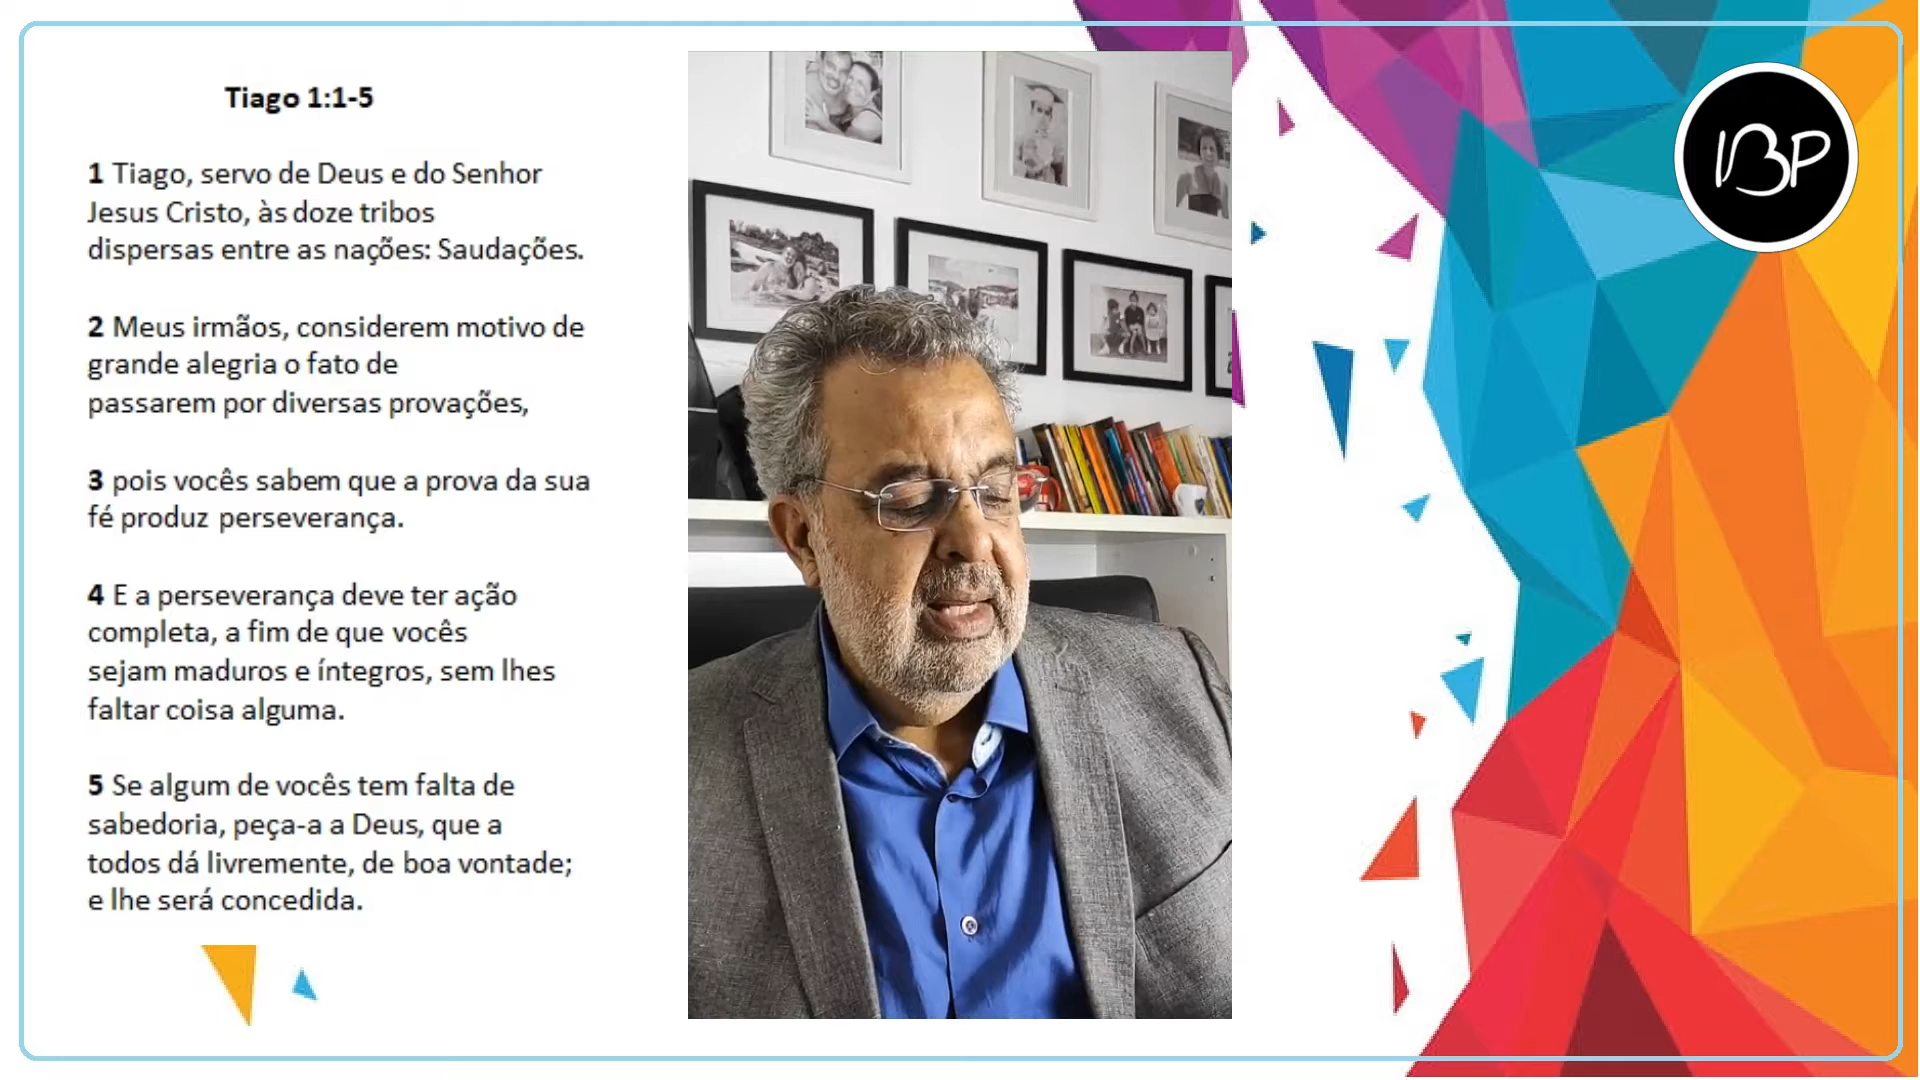 Tiago 1:1-5
1 Tiago, servo de Deus e do Senhor
Jesus Cristo, às doze tribos
dispersas entre as nações: Saudações.
2 Meus irmãos, considerem motivo de
grande alegria o fato de
passarem por diversas provações,
3 pois vocês sabem que a prova da sua
fé produz perseverança.
4 E a perseverança deve ter ação
completa, a fim de que vocês
sejam maduros e íntegros, sem lhes
faltar coisa alguma.
5 Se algum de vocês tem falta de
sabedoria, peça-a a Deus, que a
todos dá livremente, de boa vontade;
e lhe será concedida.
IBP